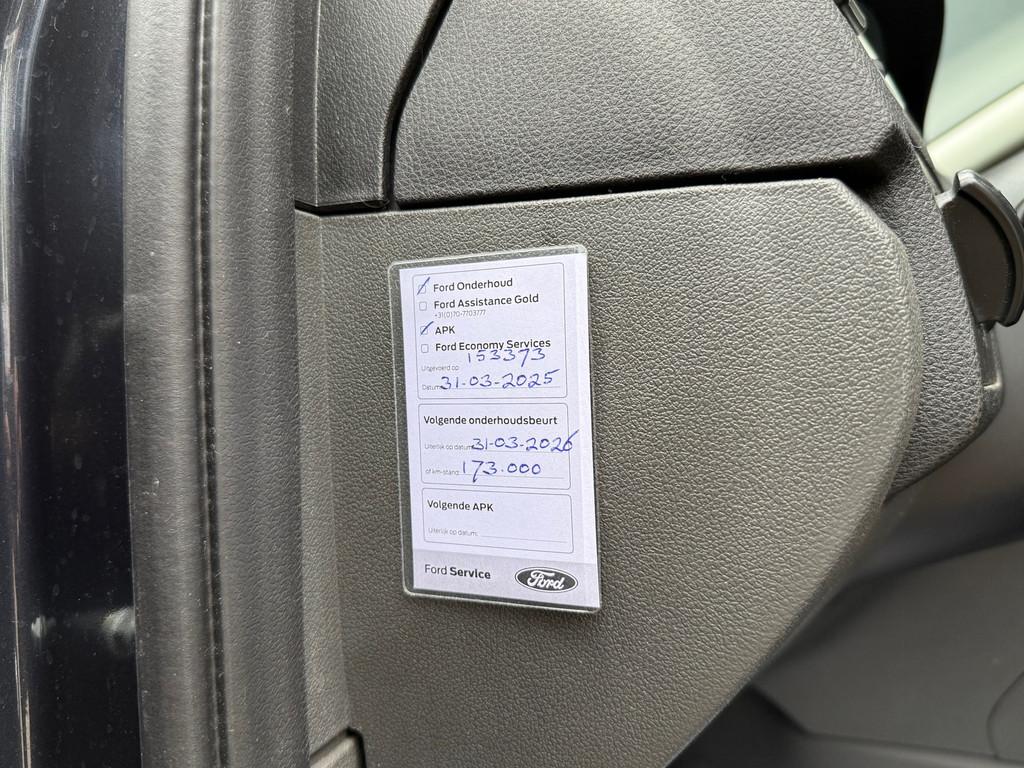 Ford Onderhoud
Ford Assistance Gold
+31(0)70-7703777
APK
Ford Economy Services
Uitgevoerd op: 153373
Datum: 31-03-2025
Volgende onderhoudsbeurt
Uiterlijk op datum: 31-03-2026
of km-stand: 173.000
Volgende APK
Uiterlijk op datum:
Ford Service
Ford